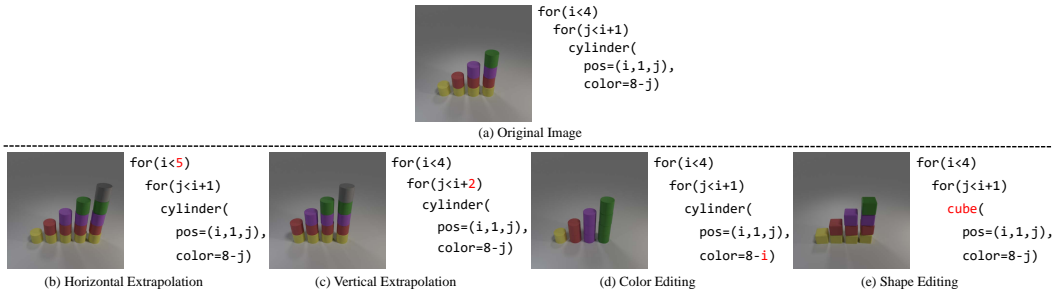 for(i<4)
for(j<i+1)
cylinder(
pos=(i,1,j),
color=8-j)
(a) Original Image
for(i<5)
for(j<i+1)
cylinder(
pos=(i,1,j),
color=8-j)
(b) Horizontal Extrapolation
for(i<4)
for(j<i+2)
cylinder(
pos=(i,1,j),
color=8-j)
(c) Vertical Extrapolation
for(i<4)
for(j<i+1)
cylinder(
pos=(i,1,j),
color=8-i)
(d) Color Editing
for(i<4)
for(j<i+1)
cube(
pos=(i,1,j),
color=8-j)
(e) Shape Editing